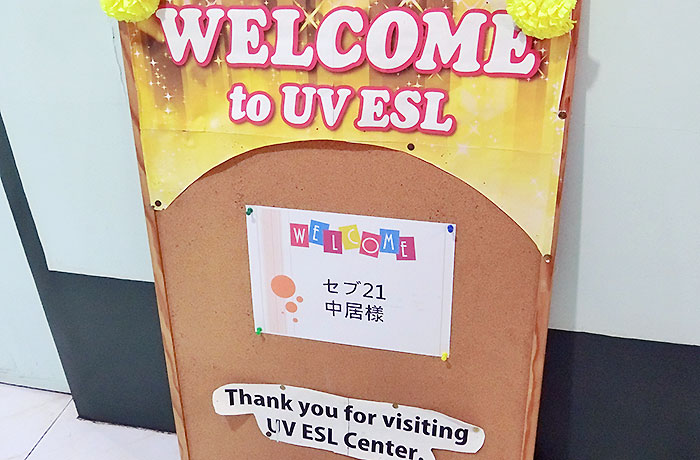 WELCOME
to UV ESL
WELCOME
セブ21
中居様
Thank you for visiting
UV ESL Center.